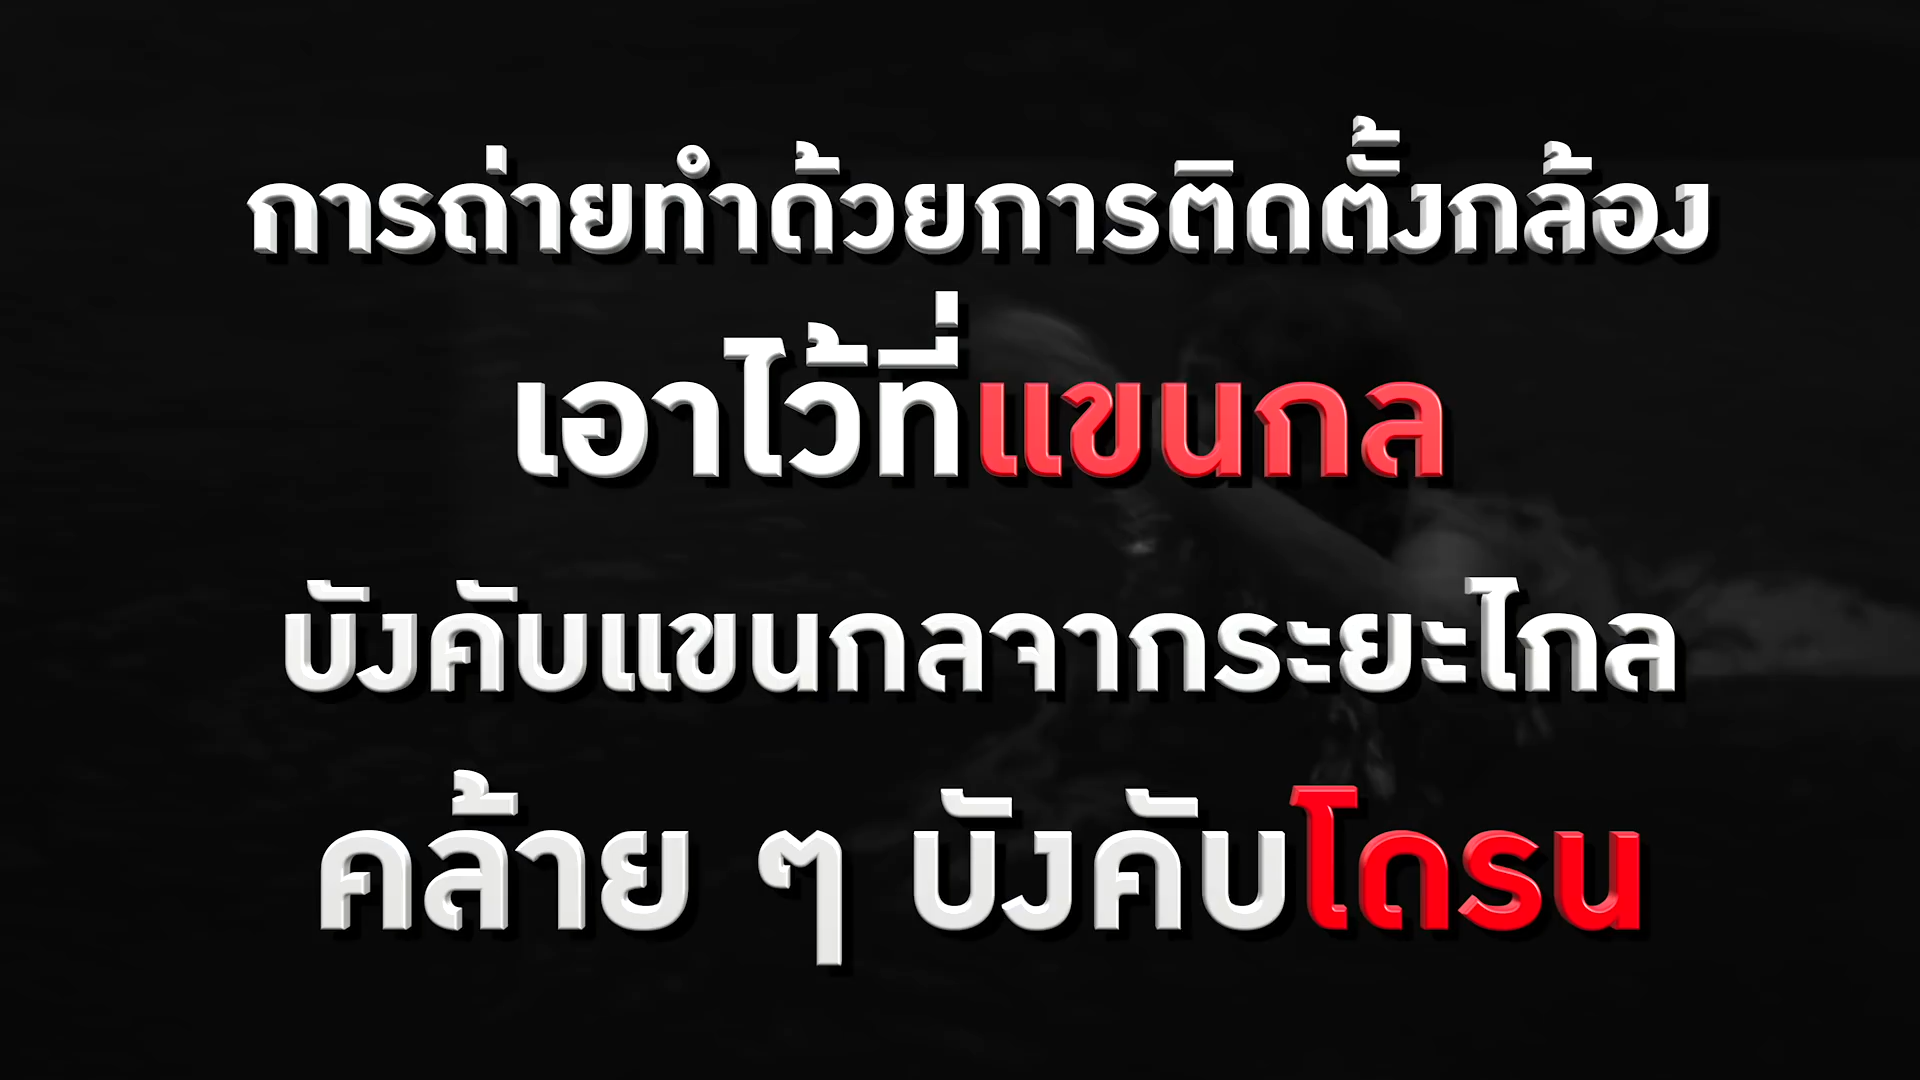 การถ่ายทำด้วยการติดตั้งกล้อง
เอาไว้ที่แขนกล
บังคับแขนกลจากระยะไกล
คล้าย ๆ บังคับโดรน